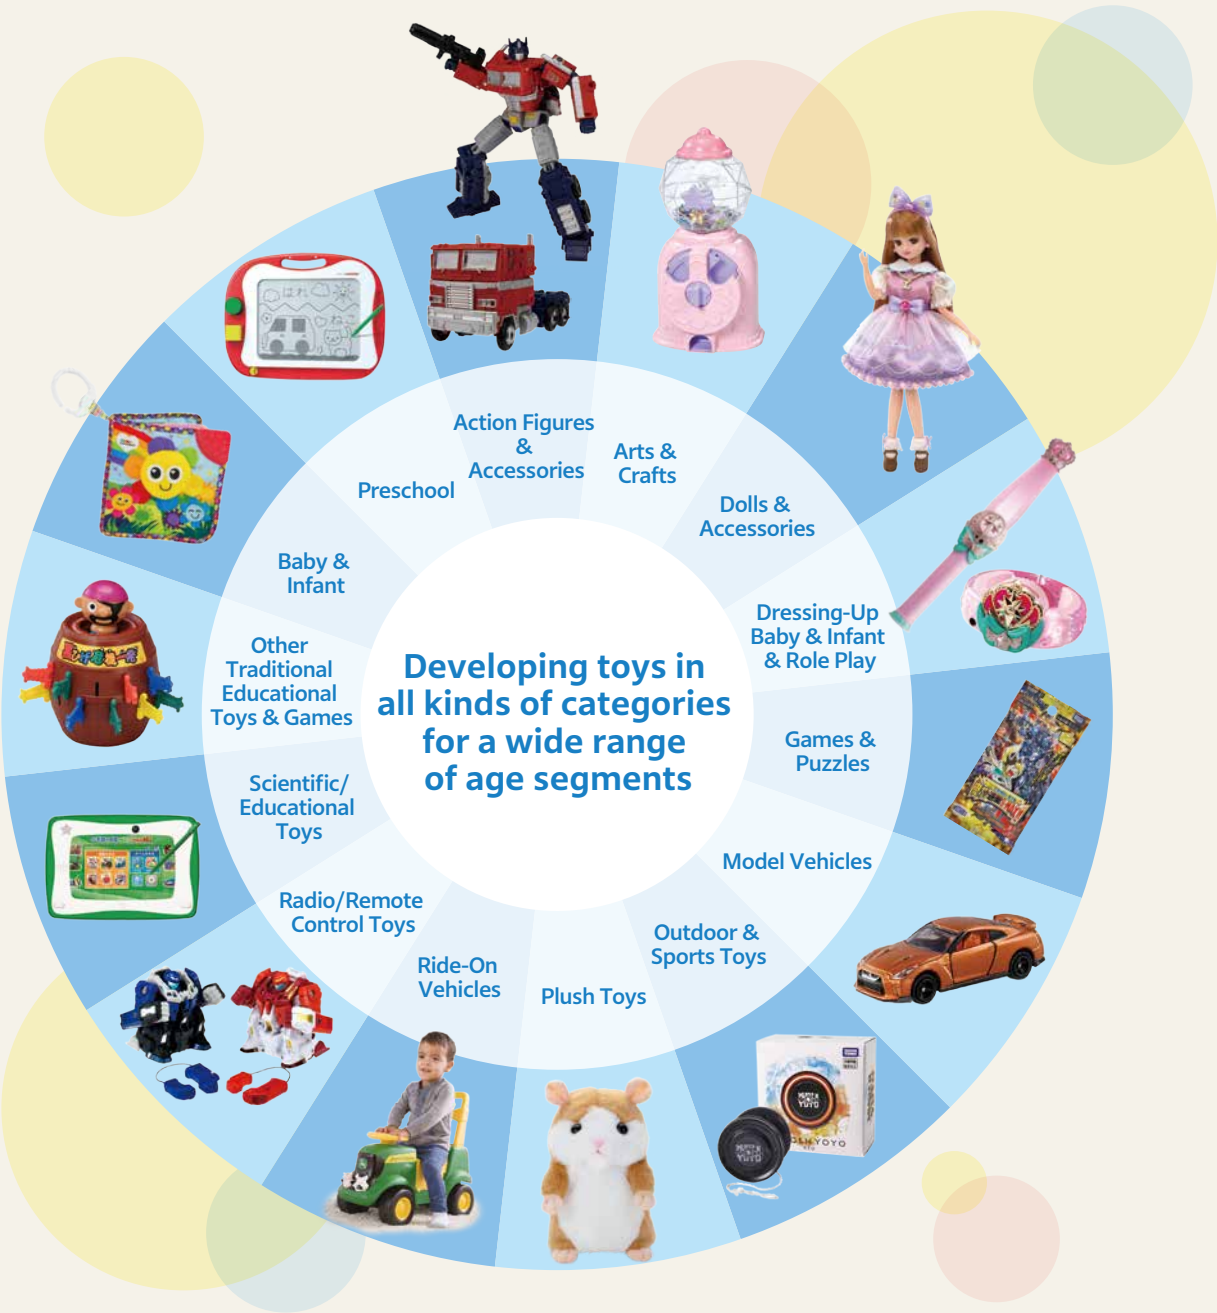 Action Figures
&
Accessories
Arts &
Crafts
Dolls &
Accessories
Dressing-Up
Baby & Infant
& Role Play
Games &
Puzzles
Model Vehicles
Outdoor &
Sports Toys
Plush Toys
Ride-On
Vehicles
Radio/Remote
Control Toys
Scientific/
Educational
Toys
Other
Traditional
Educational
Toys & Games
Baby &
Infant
Preschool
Developing toys in
all kinds of categories
for a wide range
of age segments
はれ